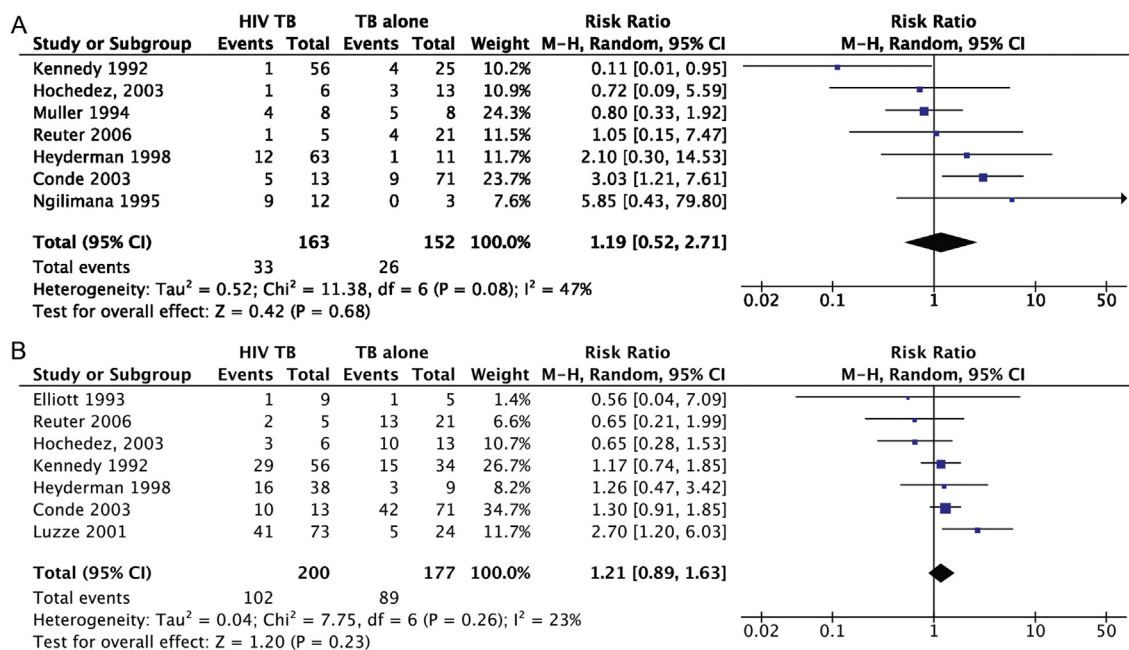 A
HIV TB TB alone Risk Ratio Risk Ratio
Study or Subgroup Events Total Events Total Weight M-H, Random, 95% CI M-H, Random, 95% CI
Kennedy 1992 1 56 4 25 10.2% 0.11 [0.01, 0.95]
Hochedez, 2003 1 6 3 13 10.9% 0.72 [0.09, 5.59]
Muller 1994 4 8 5 8 24.3% 0.80 [0.33, 1.92]
Reuter 2006 1 5 4 21 11.5% 1.05 [0.15, 7.47]
Heyderman 1998 12 63 1 11 11.7% 2.10 [0.30, 14.53]
Conde 2003 5 13 9 71 23.7% 3.03 [1.21, 7.61]
Ngilimana 1995 9 12 0 3 7.6% 5.85 [0.43, 79.80]
Total (95% CI) 163 152 100.0% 1.19 [0.52, 2.71]
Total events 33 26
Heterogeneity: Tau² = 0.52; Chi² = 11.38, df = 6 (P = 0.08); I² = 47%
Test for overall effect: Z = 0.42 (P = 0.68)
0.02 0.1 1 10 50
B
HIV TB TB alone Risk Ratio Risk Ratio
Study or Subgroup Events Total Events Total Weight M-H, Random, 95% CI M-H, Random, 95% CI
Elliott 1993 1 9 1 5 1.4% 0.56 [0.04, 7.09]
Reuter 2006 2 5 13 21 6.6% 0.65 [0.21, 1.99]
Hochedez, 2003 3 6 10 13 10.7% 0.65 [0.28, 1.53]
Kennedy 1992 29 56 15 34 26.7% 1.17 [0.74, 1.85]
Heyderman 1998 16 38 3 9 8.2% 1.26 [0.47, 3.42]
Conde 2003 10 13 42 71 34.7% 1.30 [0.91, 1.85]
Luzze 2001 41 73 5 24 11.7% 2.70 [1.20, 6.03]
Total (95% CI) 200 177 100.0% 1.21 [0.89, 1.63]
Total events 102 89
Heterogeneity: Tau² = 0.04; Chi² = 7.75, df = 6 (P = 0.26); I² = 23%
Test for overall effect: Z = 1.20 (P = 0.23)
0.02 0.1 1 10 50